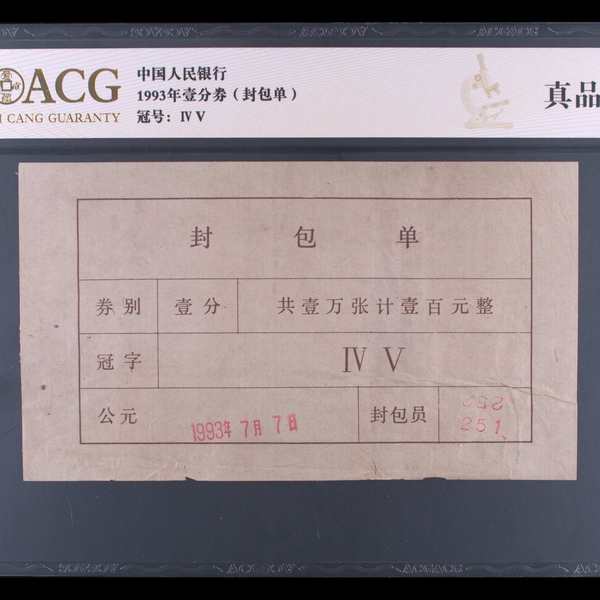 ACG
CANG GUARANTY
中国人民银行
1993年壹分券（封包单）
冠号：ⅣⅤ
真品
封包单
券别 壹分 共壹万张计壹百元整
冠字 ⅣⅤ
公元 1993年7月7日 封包员 252
251